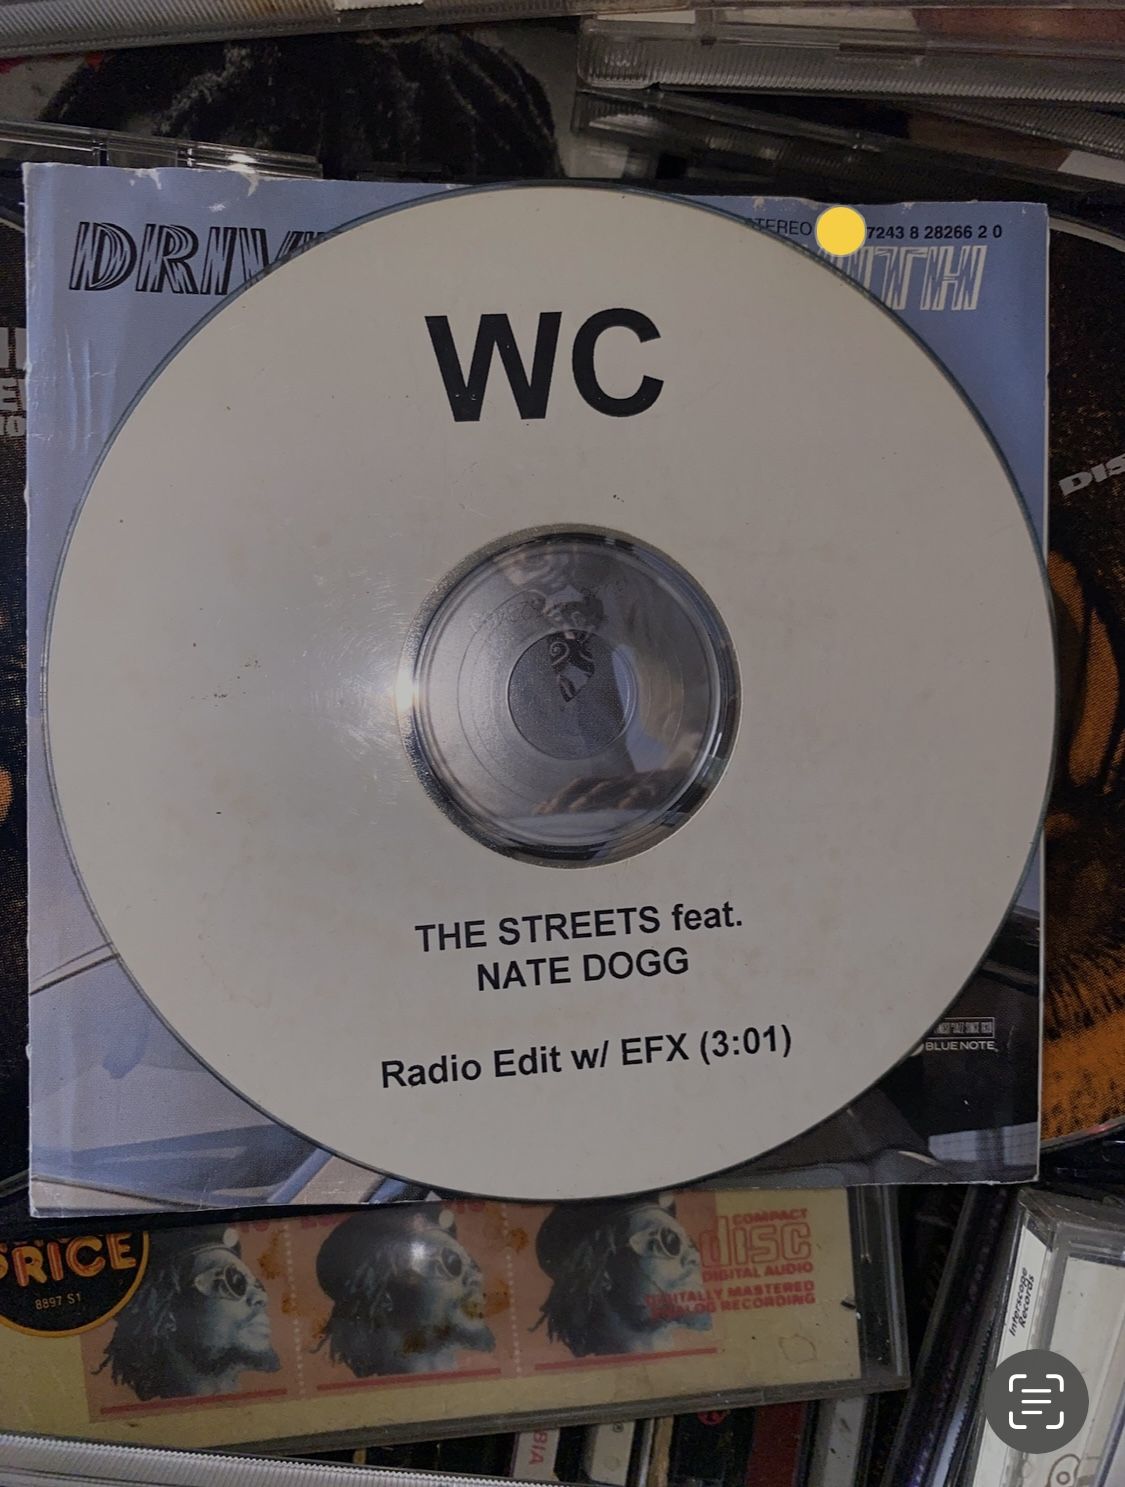 STEREO 7243 8 28266 2 0
WC
THE STREETS feat.
NATE DOGG
Radio Edit w/ EFX (3:01)
BLUE NOTE
PRICE
8897 S1
COMPACT
disc
DIGITAL AUDIO
DIGITALLY MASTERED
ANALOG RECORDING
Interscope
Records